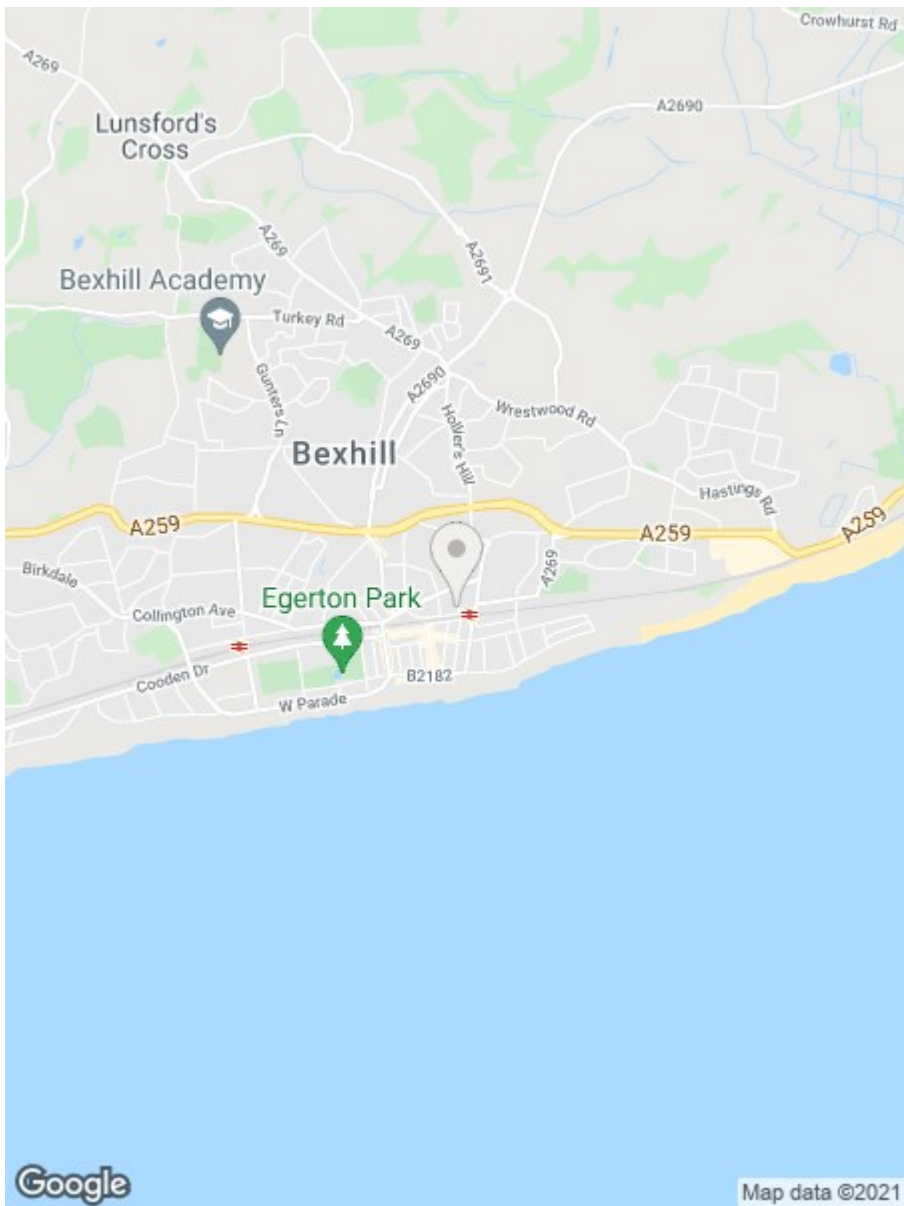 Crowhurst Rd
A269
A2690
Lunsford's
Cross
A269
A2691
Bexhill Academy
Turkey Rd
A269
A2690
Gunters Ln
Wrestwood Rd
Hollier's Hill
Bexhill
Hastings Rd
A259
A259
A259
A269
Birkdale
Egerton Park
Collington Ave
Cooden Dr
B2182
W Parade
Google
Map data ©2021